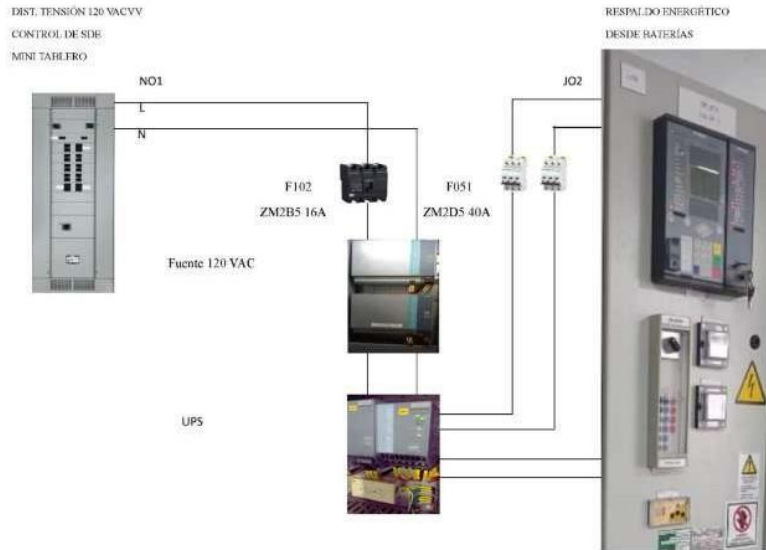 DIST. TENSIÓN 120 VACVV
CONTROL DE SDE
MINI TABLERO
RESPALDO ENERGÉTICO
DESDE BATERÍAS
NO1
L
N
JO2
F102
ZM2B5 16A
F051
ZM2D5 40A
Fuente 120 VAC
UPS